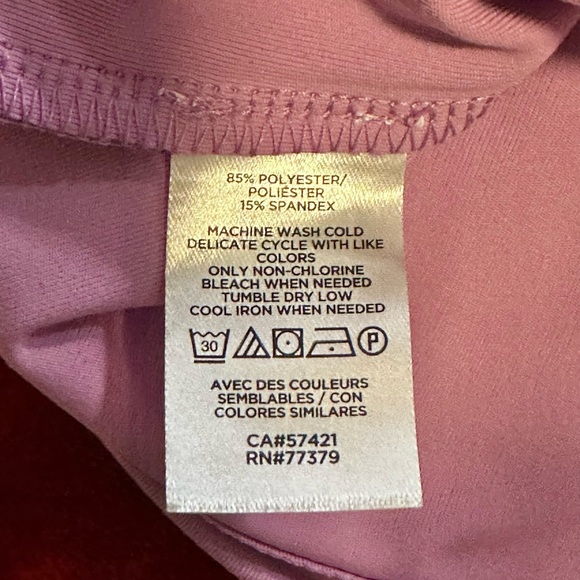 85% POLYESTER/
POLIÉSTER
15% SPANDEX
MACHINE WASH COLD
DELICATE CYCLE WITH LIKE
COLORS
ONLY NON-CHLORINE
BLEACH WHEN NEEDED
TUMBLE DRY LOW
COOL IRON WHEN NEEDED
30 P
AVEC DES COULEURS
SEMBLABLES / CON
COLORES SIMILARES
CA#57421
RN#77379